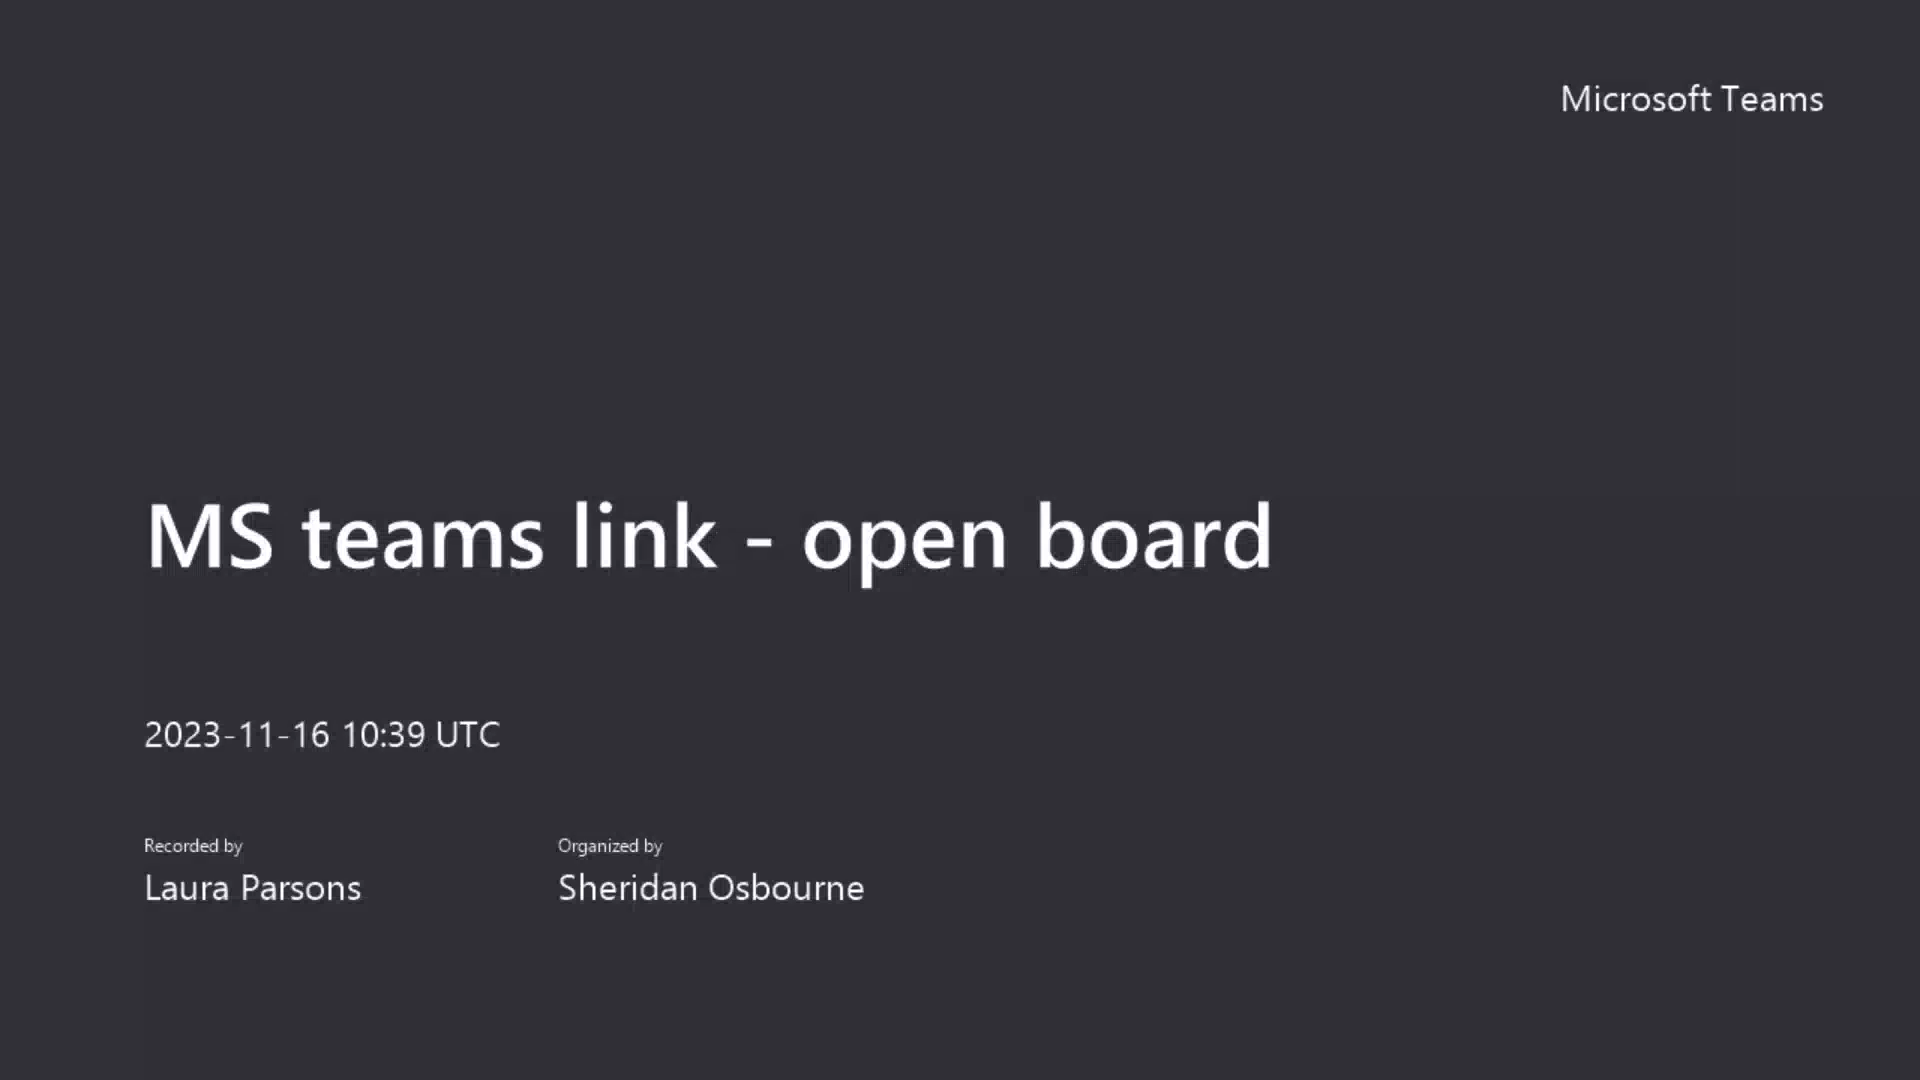 Microsoft Teams
MS teams link - open board
2023-11-16 10:39 UTC
Recorded by
Laura Parsons
Organized by
Sheridan Osbourne